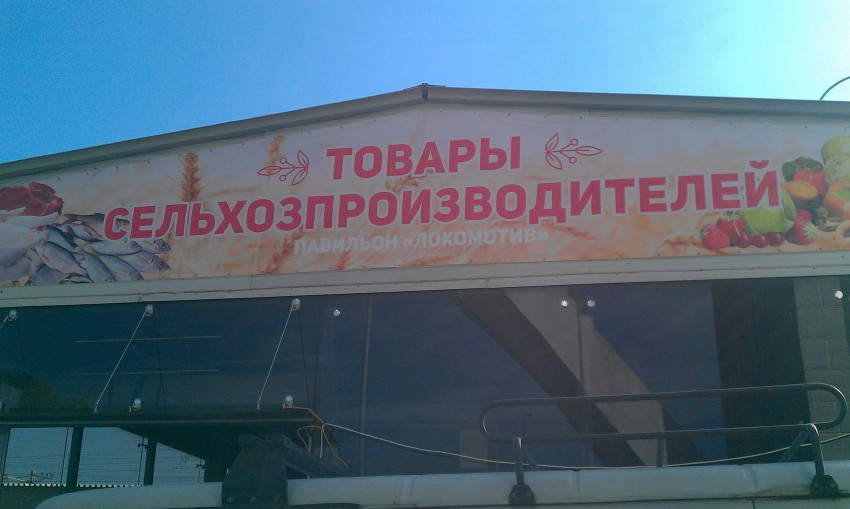 ТОВАРЫ
СЕЛЬХОЗПРОИЗВОДИТЕЛЕЙ
ПАВИЛЬОН «ЛОКОМОТИВ»